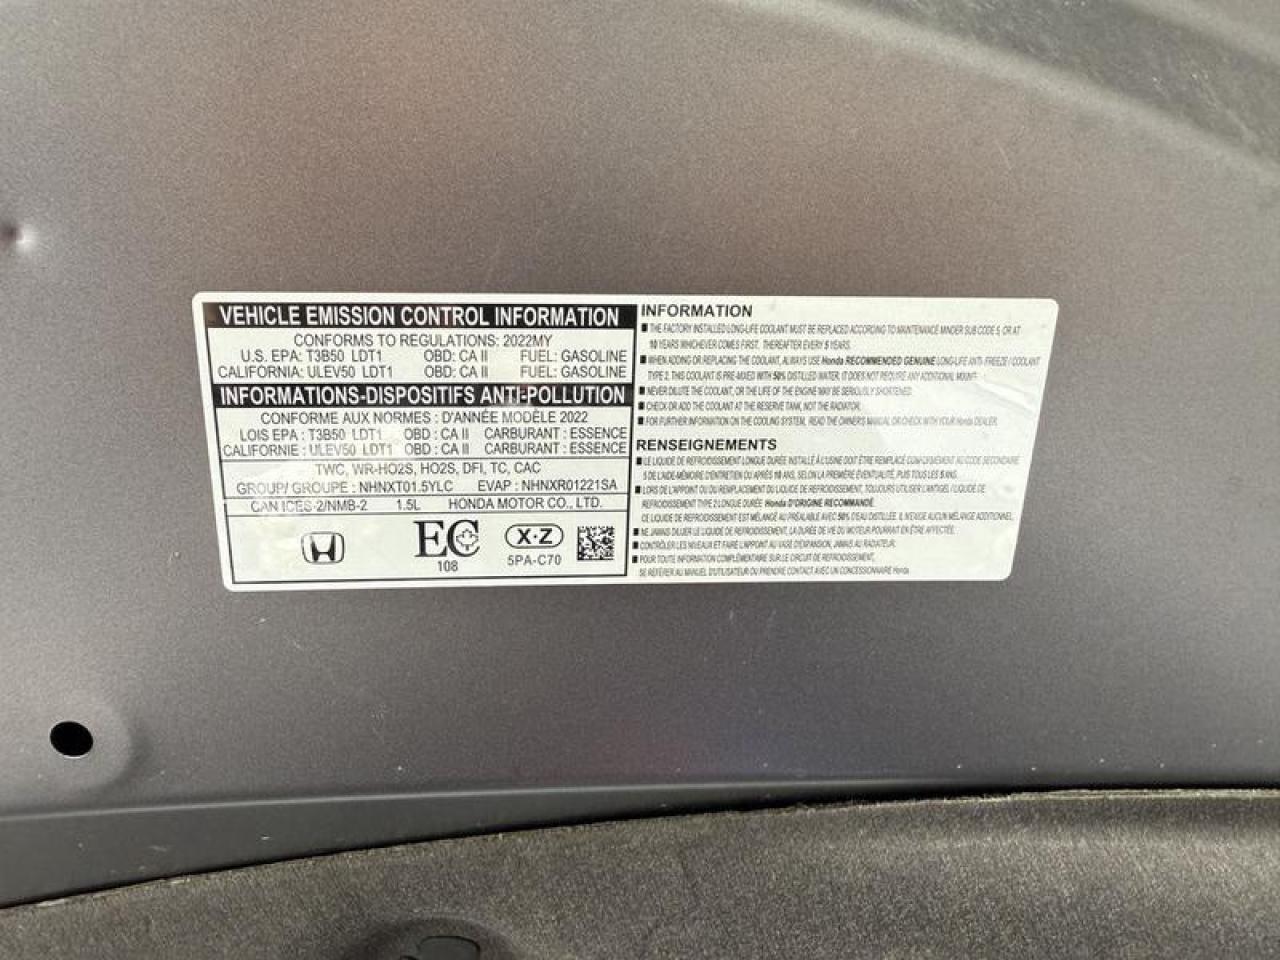 VEHICLE EMISSION CONTROL INFORMATION
CONFORMS TO REGULATIONS: 2022MY
U.S. EPA: T3B50 LDT1 OBD: CA II FUEL: GASOLINE
CALIFORNIA: ULEV50 LDT1 OBD: CA II FUEL: GASOLINE
INFORMATIONS-DISPOSITIFS ANTI-POLLUTION
CONFORME AUX NORMES : D'ANNÉE MODÈLE 2022
LOIS EPA : T3B50 LDT1 OBD : CA II CARBURANT : ESSENCE
CALIFORNIE : ULEV50 LDT1 OBD : CA II CARBURANT : ESSENCE
TWC, WR-HO2S, HO2S, DFI, TC, CAC
GROUP/ GROUPE : NHNXT01.5YLC EVAP : NHNXR01221SA
CAN ICES-2/NMB-2 1.5L HONDA MOTOR CO., LTD.
EC
108
X·Z
5PA-C70
INFORMATION
■ THE FACTORY INSTALLED LONG-LIFE COOLANT MUST BE REPLACED ACCORDING TO MAINTENANCE MINDER SUB CODE 5, OR AT
10 YEARS WHICHEVER COMES FIRST. THEREAFTER EVERY 5 YEARS.
■ WHEN ADDING OR REPLACING THE COOLANT, ALWAYS USE Honda RECOMMENDED GENUINE LONG-LIFE ANTI-FREEZE / COOLANT
TYPE 2. THIS COOLANT IS PRE-MIXED WITH 50% DISTILLED WATER. IT DOES NOT REQUIRE ANY ADDITIONAL MIXING.
■ NEVER DILUTE THE COOLANT, OR THE LIFE OF THE ENGINE MAY BE SERIOUSLY SHORTENED.
■ CHECK OR ADD THE COOLANT AT THE RESERVE TANK, NOT THE RADIATOR.
■ FOR FURTHER INFORMATION ON THE COOLING SYSTEM, READ THE OWNER'S MANUAL OR CHECK WITH YOUR Honda DEALER.
RENSEIGNEMENTS
■ LE LIQUIDE DE REFROIDISSEMENT LONGUE DURÉE INSTALLÉ À L'USINE DOIT ÊTRE REMPLACÉ CONFORMÉMENT AU CODE SECONDAIRE
5 DE L'AIDE-MÉMOIRE D'ENTRETIEN OU APRÈS 10 ANS, SELON LA PREMIÈRE ÉVENTUALITÉ, PUIS TOUS LES 5 ANS.
■ LORS DE L'APPOINT OU DU REMPLACEMENT DU LIQUIDE DE REFROIDISSEMENT, TOUJOURS UTILISER L'ANTIGEL / LIQUIDE DE
REFROIDISSEMENT TYPE 2 LONGUE DURÉE Honda D'ORIGINE RECOMMANDÉ.
CE LIQUIDE DE REFROIDISSEMENT EST MÉLANGÉ AU PRÉALABLE AVEC 50% D'EAU DISTILLÉE. IL N'EXIGE AUCUN MÉLANGE ADDITIONNEL.
■ NE JAMAIS DILUER LE LIQUIDE DE REFROIDISSEMENT, LA DURÉE DE VIE DU MOTEUR POURRAIT EN ÊTRE AFFECTÉE.
■ CONTRÔLER LES NIVEAUX ET FAIRE L'APPOINT AU VASE D'EXPANSION, JAMAIS AU RADIATEUR.
■ POUR TOUTE INFORMATION COMPLÉMENTAIRE SUR LE CIRCUIT DE REFROIDISSEMENT,
SE RÉFÉRER AU MANUEL D'UTILISATEUR OU PRENDRE CONTACT AVEC UN CONCESSIONNAIRE Honda